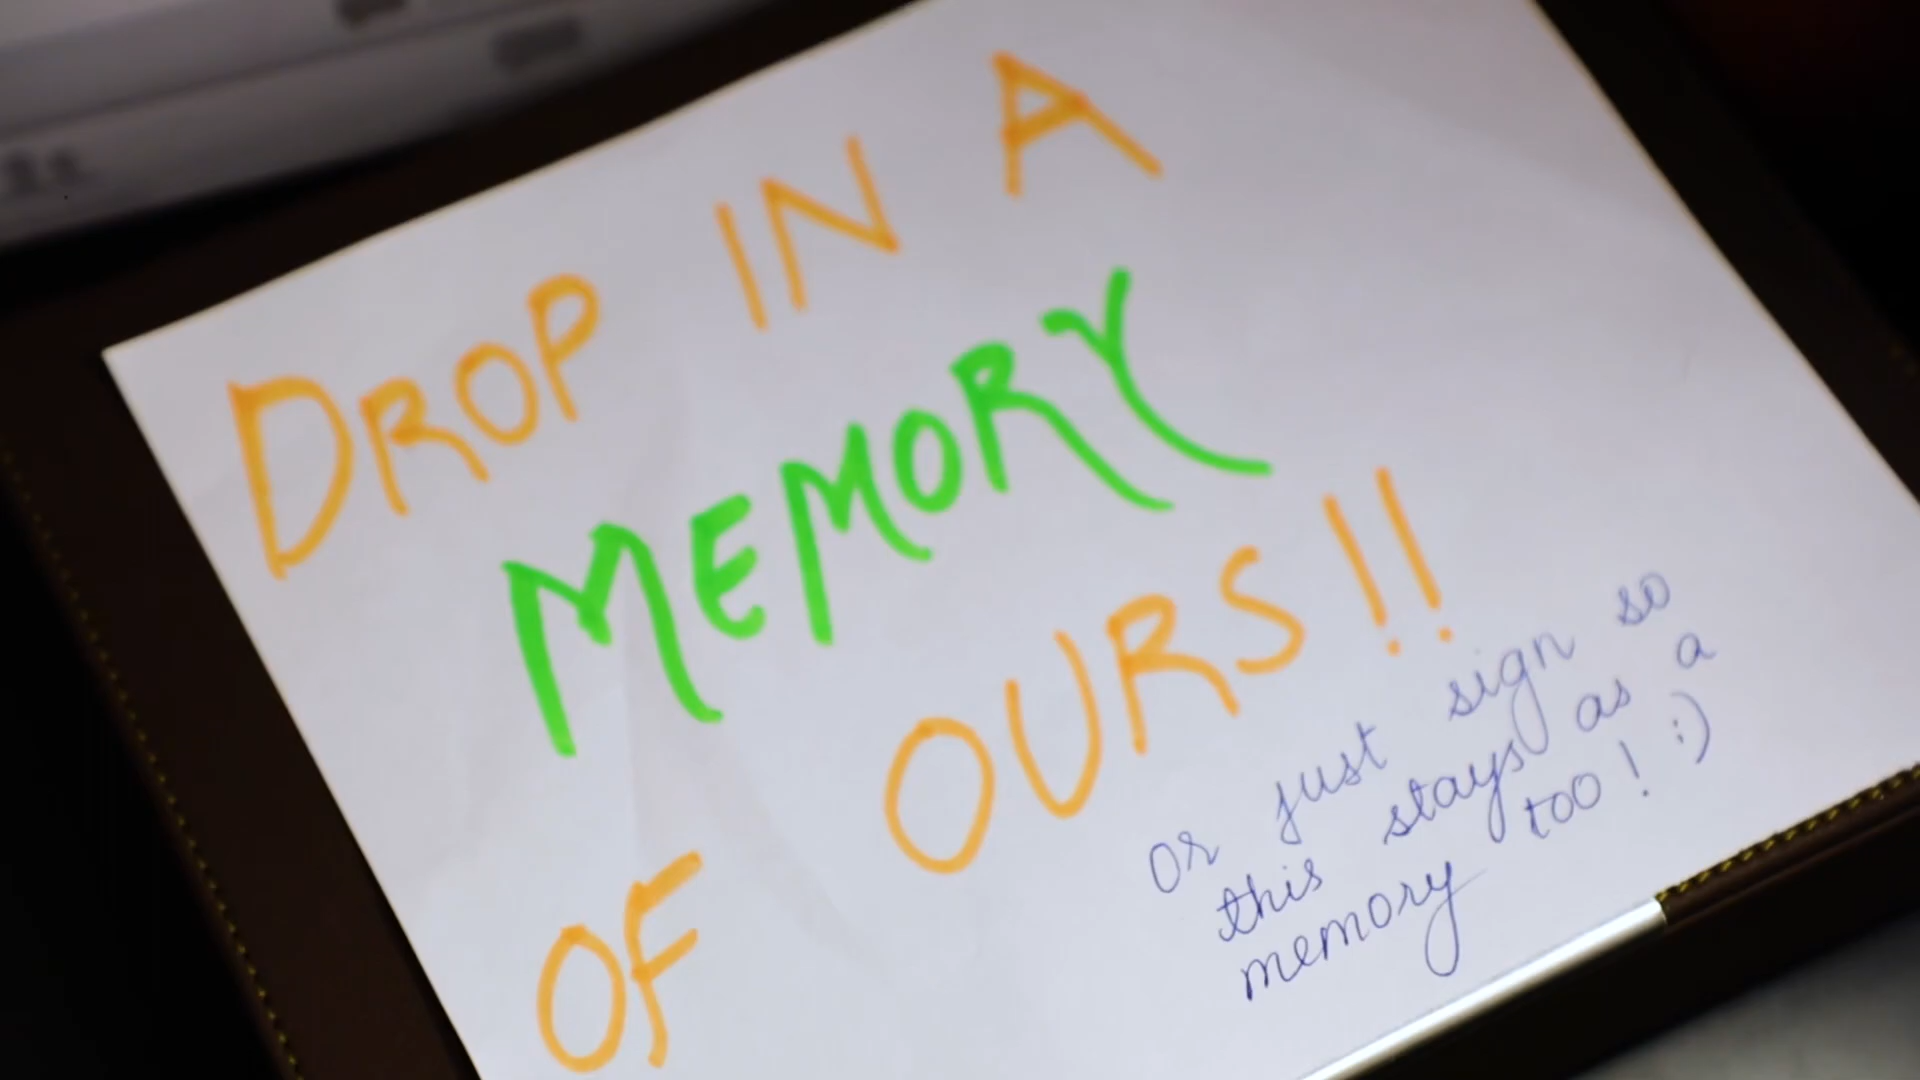 DROP IN A
MEMORY
OF OURS!!
or just sign so
this stays as a
memory too! :)